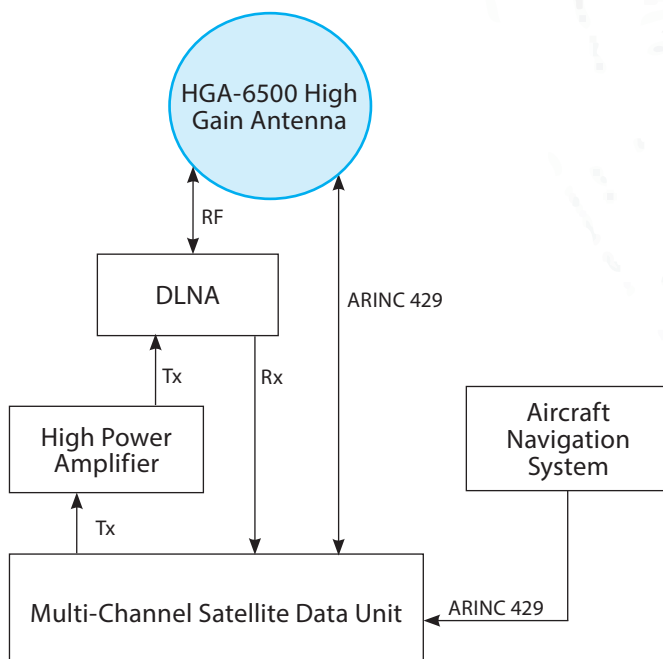 HGA-6500 High
Gain Antenna
RF
DLNA
ARINC 429
Tx
Rx
High Power
Amplifier
Aircraft
Navigation
System
Tx
Multi-Channel Satellite Data Unit
ARINC 429